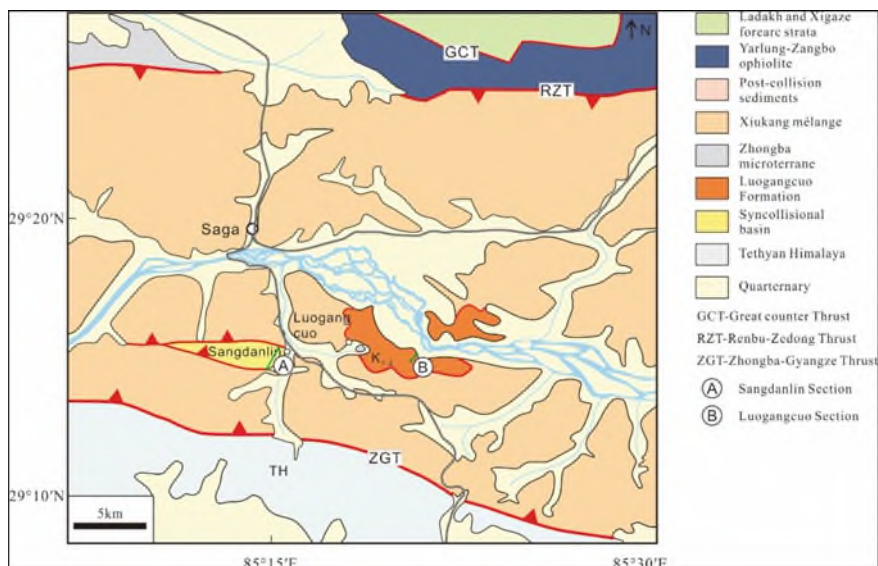 Ladakh and Xigaze
forearc strata
Yarlung-Zangbo
ophiolite
Post-collision
sediments
Xiukang mélange
Zhongba
microterrane
Luogangcuo
Formation
Syncollisional
basin
Tethyan Himalaya
Quarternary
GCT-Great counter Thrust
RZT-Renbu-Zedong Thrust
ZGT-Zhongba-Gyangze Thrust
A Sangdanlin Section
B Luogangcuo Section
N
GCT
RZT
29°20'N
Saga
Luogang
cuo
Sangdanlin
A
K
B
ZGT
TH
29°10'N
5km
85°15'E
85°30'E